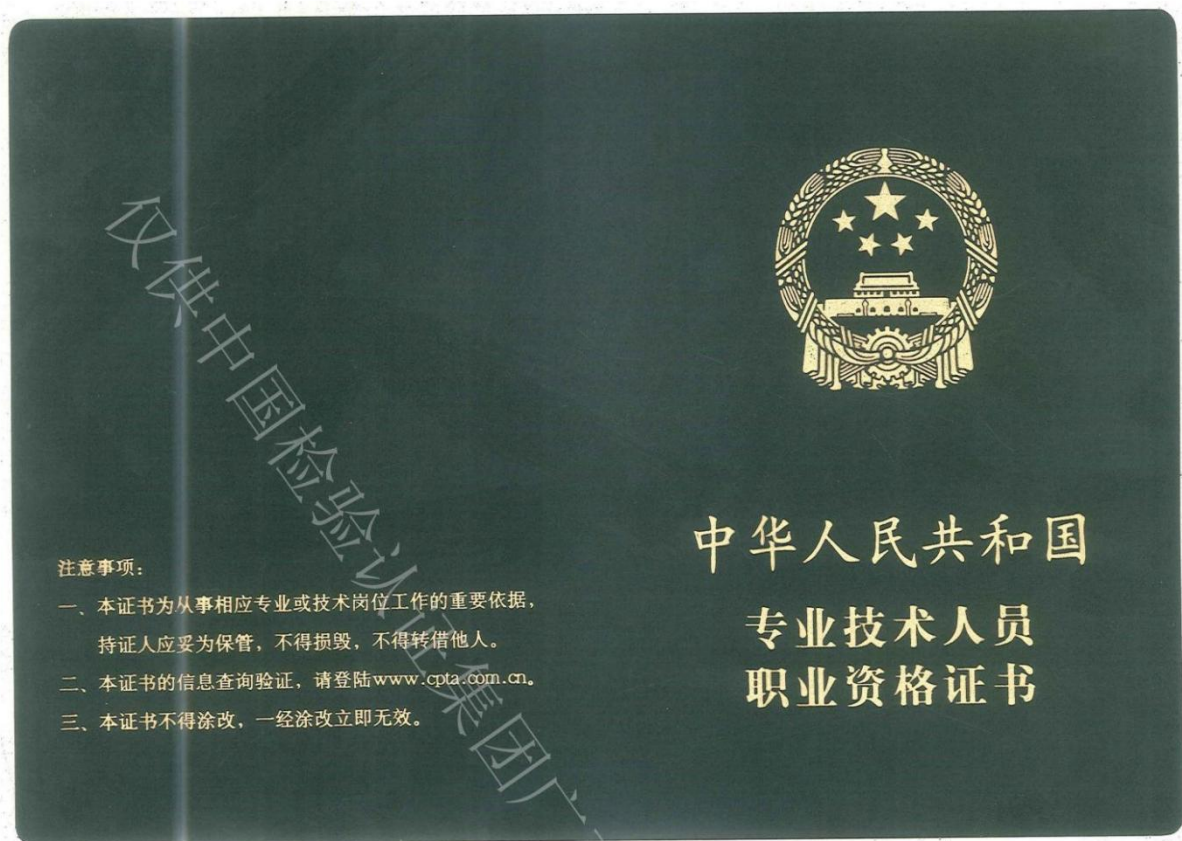 注意事项：
一、本证书为从事相应专业或技术岗位工作的重要依据，
持证人应妥为保管，不得损毁，不得转借他人。
二、本证书的信息查询验证，请登陆www.cpta.com.cn。
三、本证书不得涂改，一经涂改立即无效。
中华人民共和国
专业技术人员
职业资格证书
仅供中国检验认证集团广